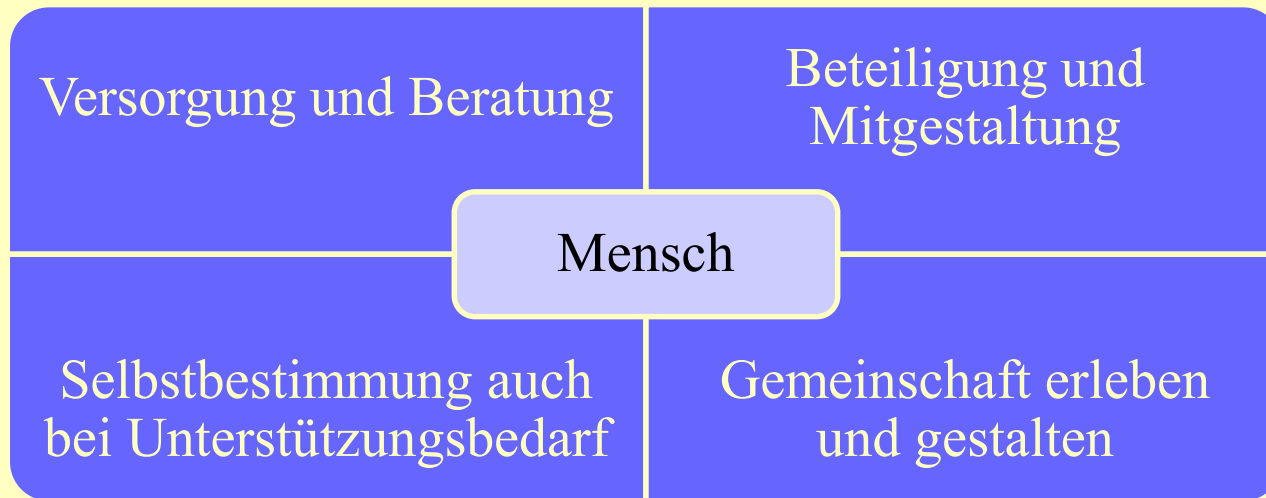 Versorgung und Beratung
Beteiligung und
Mitgestaltung
Mensch
Selbstbestimmung auch
bei Unterstützungsbedarf
Gemeinschaft erleben
und gestalten